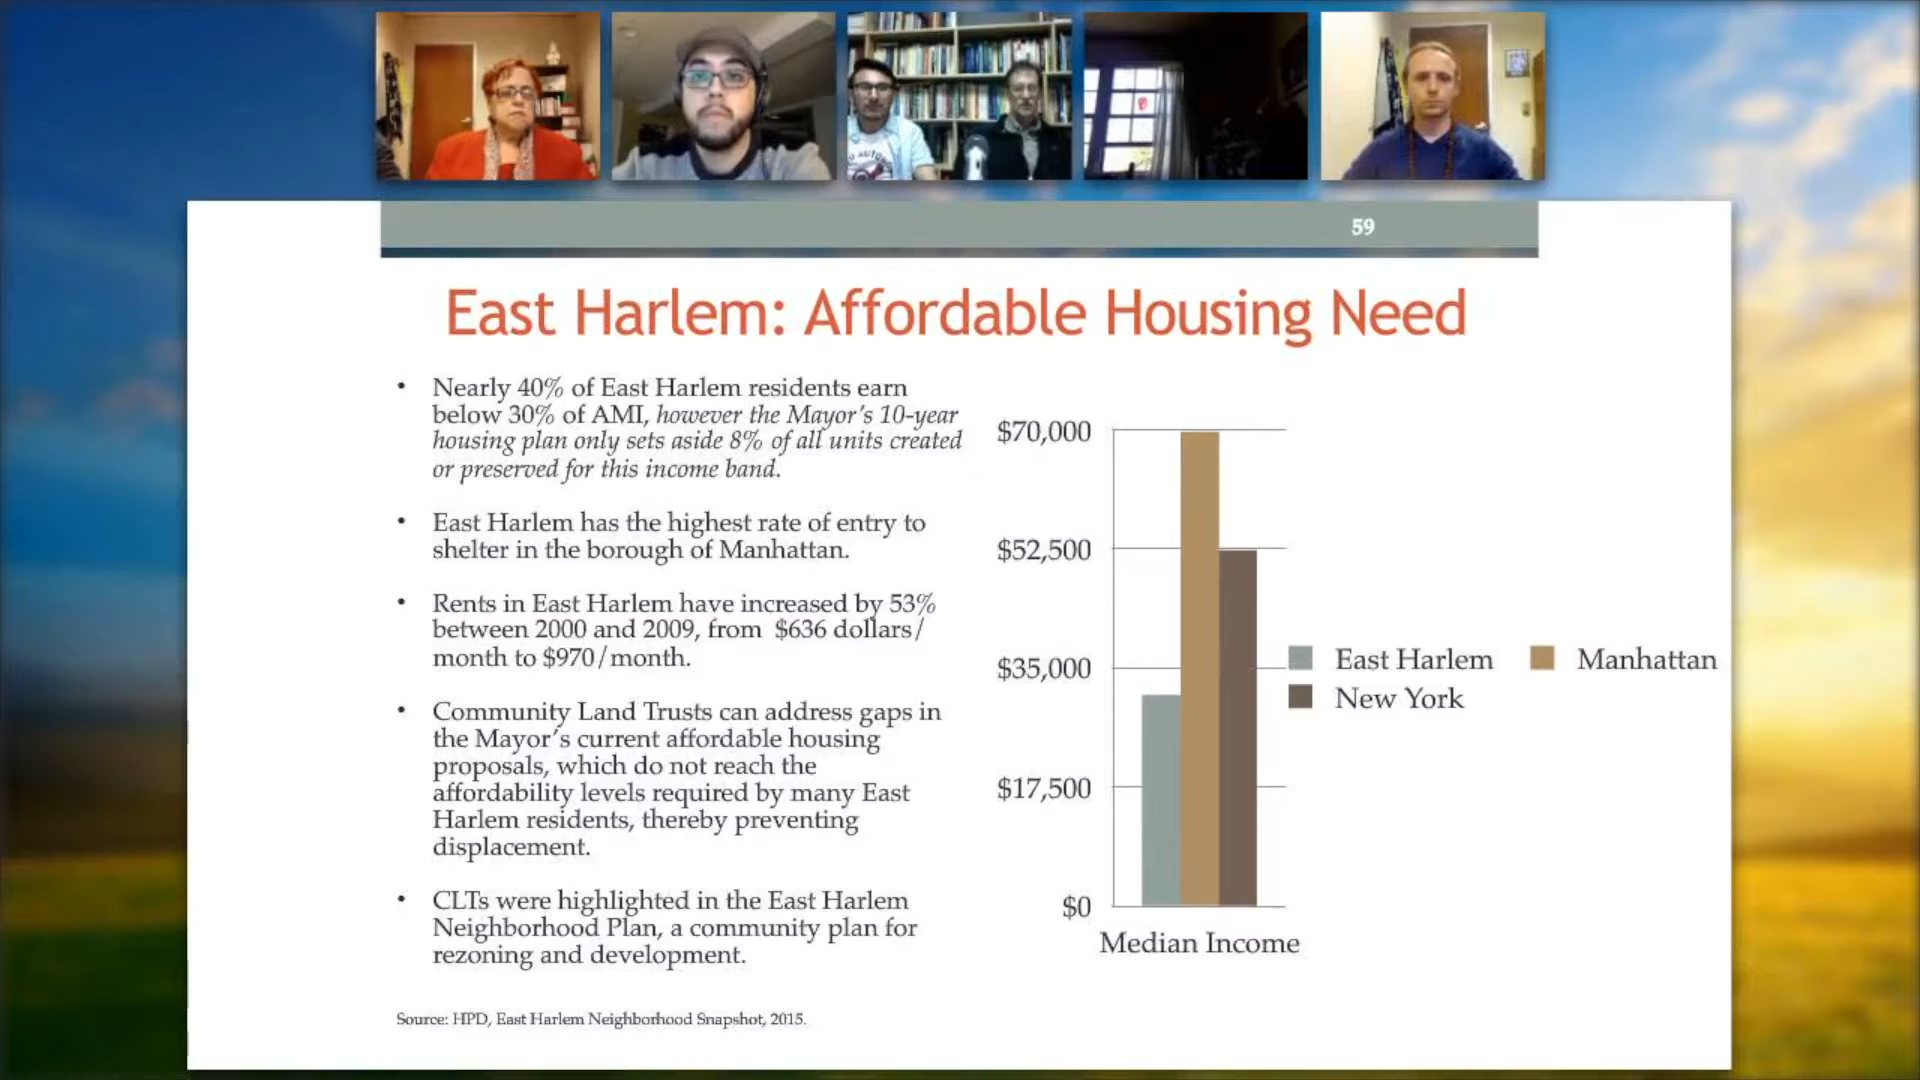 59
East Harlem: Affordable Housing Need
• Nearly 40% of East Harlem residents earn
below 30% of AMI, however the Mayor's 10-year
housing plan only sets aside 8% of all units created
or preserved for this income band.
• East Harlem has the highest rate of entry to
shelter in the borough of Manhattan.
• Rents in East Harlem have increased by 53%
between 2000 and 2009, from $636 dollars/
month to $970/month.
• Community Land Trusts can address gaps in
the Mayor's current affordable housing
proposals, which do not reach the
affordability levels required by many East
Harlem residents, thereby preventing
displacement.
• CLTs were highlighted in the East Harlem
Neighborhood Plan, a community plan for
rezoning and development.
Source: HPD, East Harlem Neighborhood Snapshot, 2015.
$70,000
$52,500
$35,000
$17,500
$0
Median Income
East Harlem
Manhattan
New York